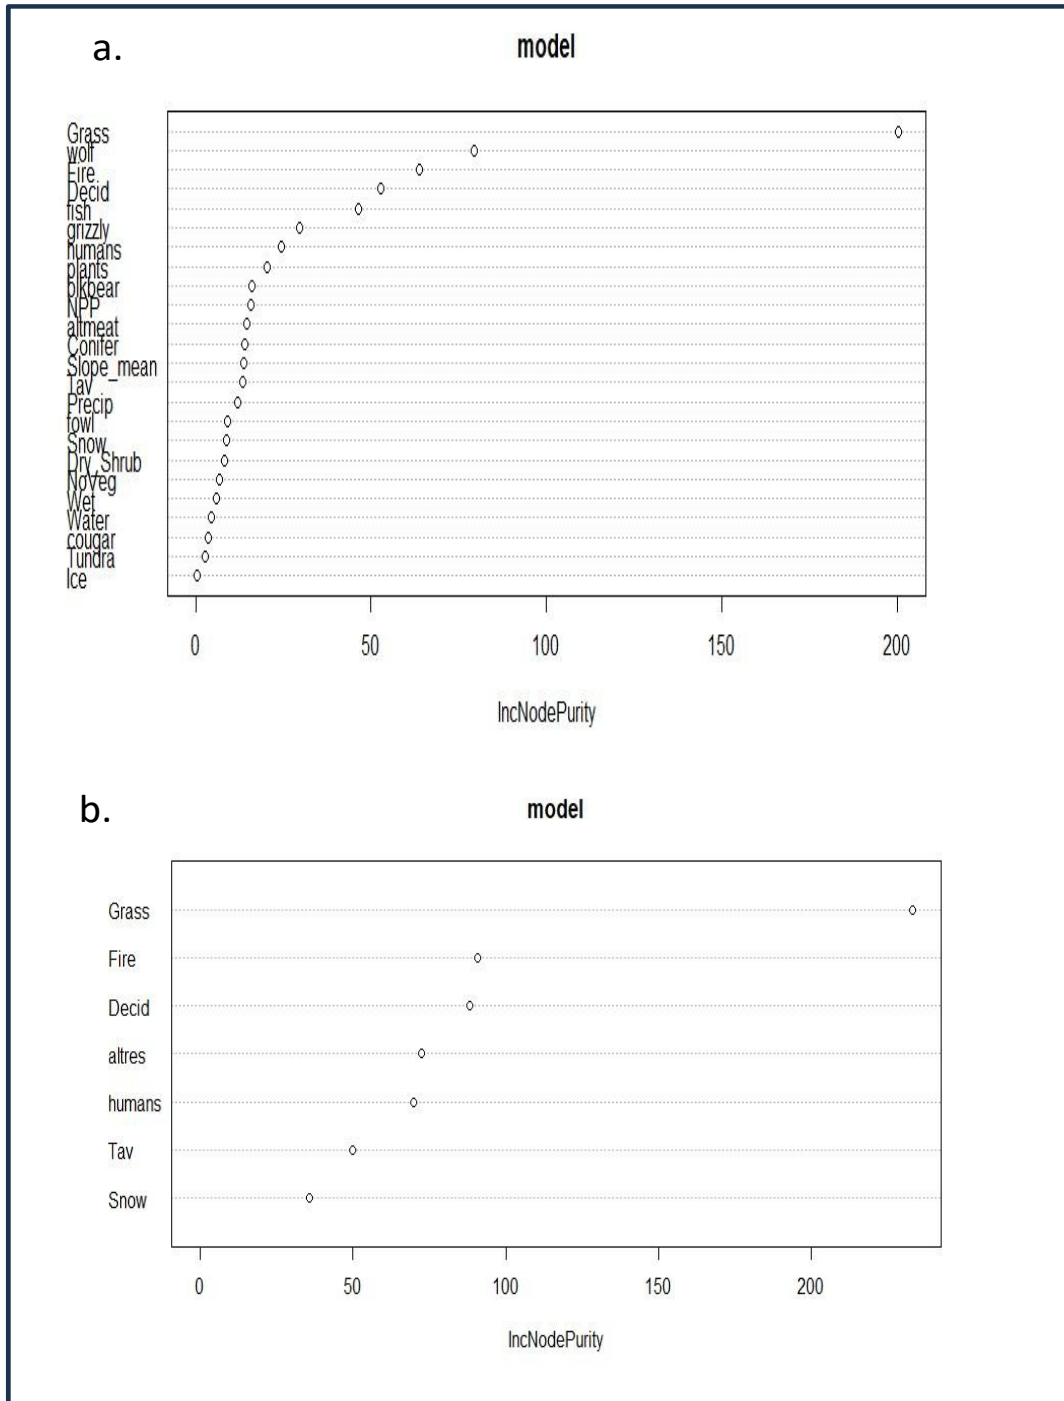 a.
model
Grass
wolf
Fire
Decid
fish
grizzly
humans
plants
blkbear
NPP
altmeat
Conifer
Slope_mean
Tav
Precip
fowl
Snow
Dry_Shrub
NoVeg
Wet
Water
cougar
Tundra
Ice
0 50 100 150 200
IncNodePurity
b.
model
Grass
Fire
Decid
altres
humans
Tav
Snow
0 50 100 150 200
IncNodePurity